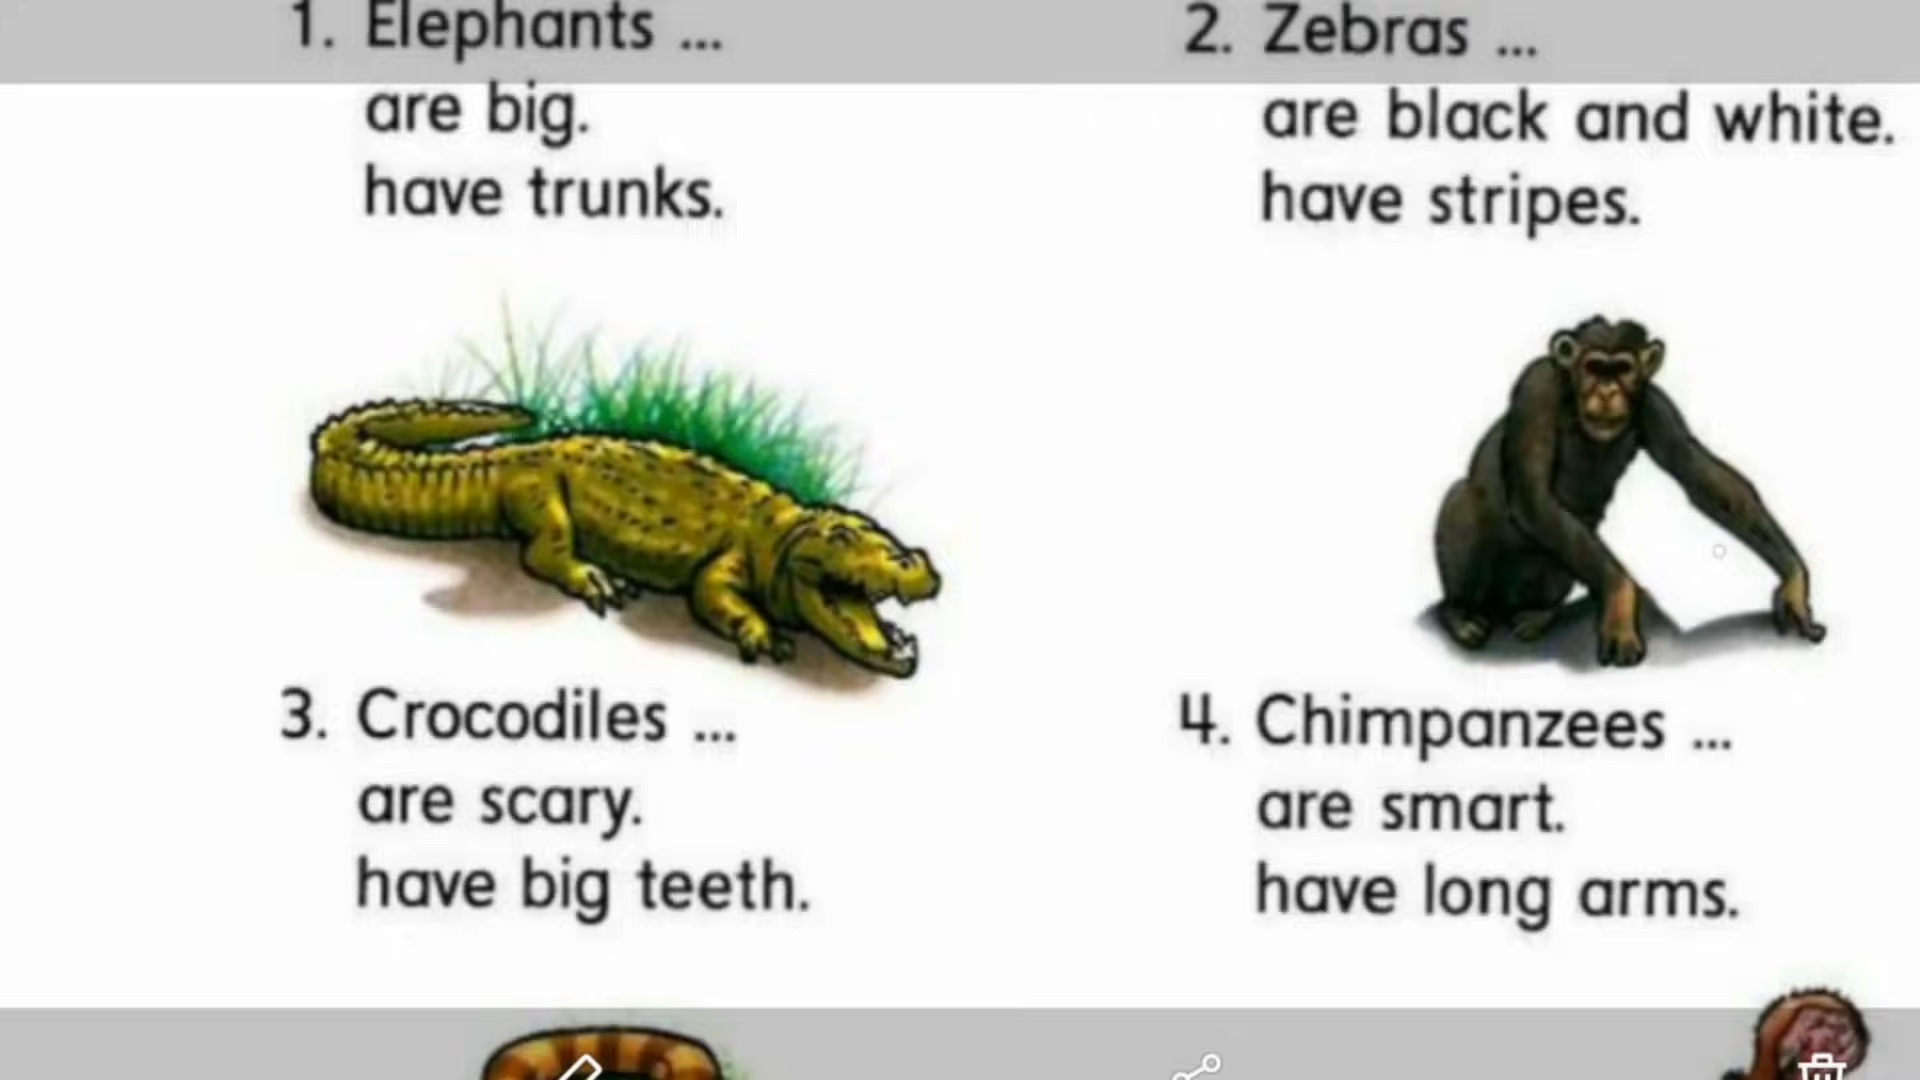 1. Elephants ...
are big.
have trunks.
2. Zebras ...
are black and white.
have stripes.
3. Crocodiles ...
are scary.
have big teeth.
4. Chimpanzees ...
are smart.
have long arms.